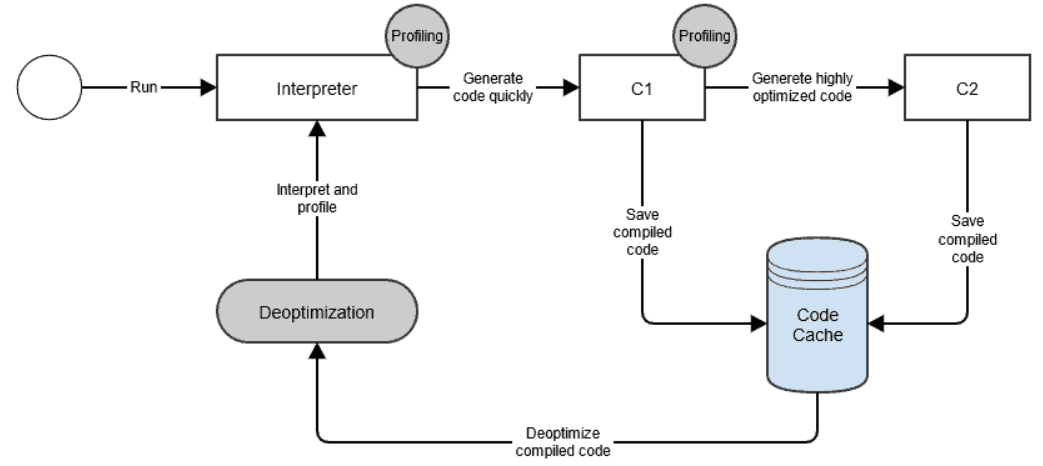 Profiling
Profiling
Run
Interpreter
Generate
code quickly
C1
Generete highly
optimized code
C2
Interpret and
profile
Save
compiled
code
Save
compiled
code
Deoptimization
Code
Cache
Deoptimize
compiled code